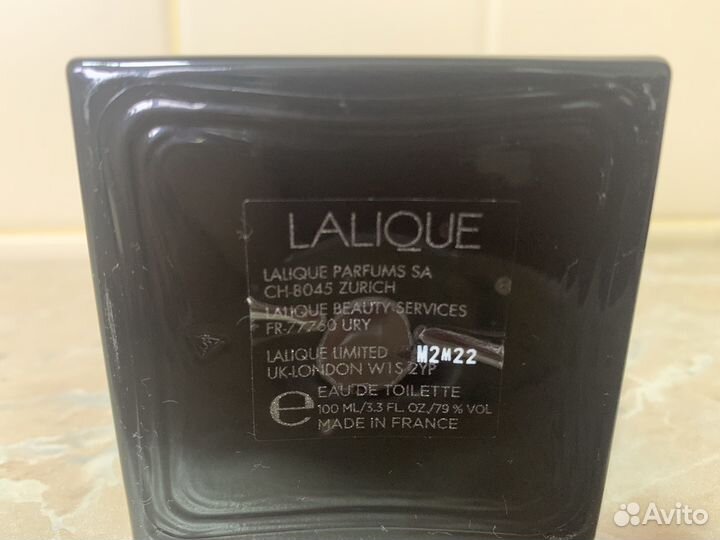 LALIQUE
LALIQUE PARFUMS SA
CH-8045 ZURICH
LALIQUE BEAUTY SERVICES
FR-77760 URY
LALIQUE LIMITED M2M22
UK-LONDON W1S 2YP
e EAU DE TOILETTE
100 ML/3.3 FL. OZ./79 % VOL
MADE IN FRANCE
Avito